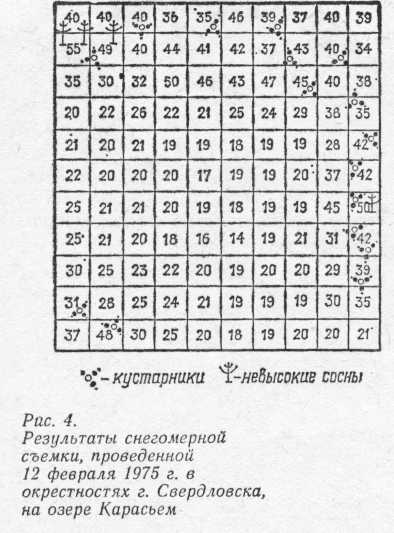 40 40 40 36 35 46 39 37 40 39
55 49 40 44 41 42 37 43 40 34
35 30 32 50 46 43 47 45 40 38
20 22 26 22 21 25 24 29 38 35
21 20 21 19 19 18 19 19 28 42
22 20 20 20 17 19 19 20 37 42
25 21 21 20 19 18 19 19 45 50
25 21 20 18 16 14 19 21 31 42
30 25 23 22 20 19 20 20 29 39
31 28 25 24 21 19 19 19 30 35
37 48 30 25 20 18 19 20 20 21
-кустарники -невысокие сосны
Рис. 4.
Результаты снегомерной
съемки, проведенной
12 февраля 1975 г. в
окрестностях г. Свердловска,
на озере Карасьем